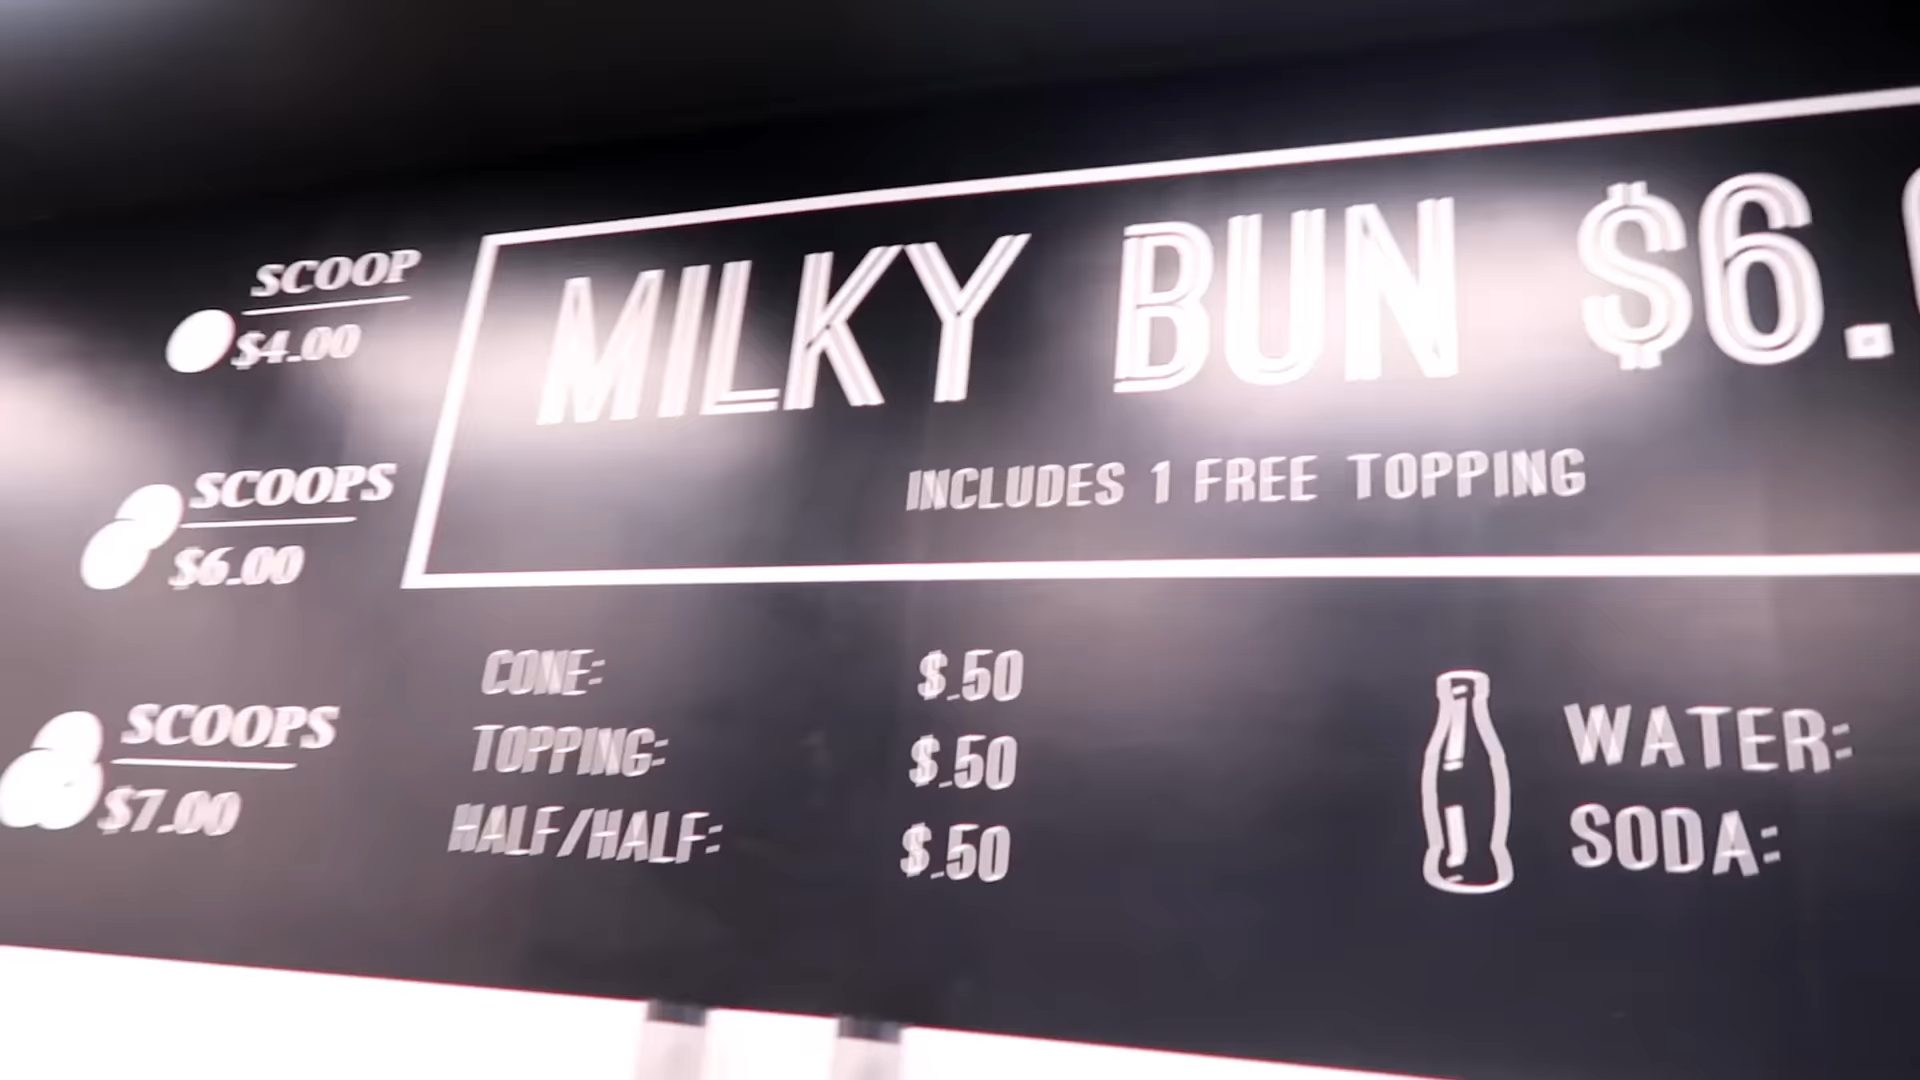 SCOOP
$4.00
SCOOPS
$6.00
SCOOPS
$7.00
MILKY BUN $6.
INCLUDES 1 FREE TOPPING
CONE: $.50
TOPPING: $.50
HALF/HALF: $.50
WATER:
SODA: